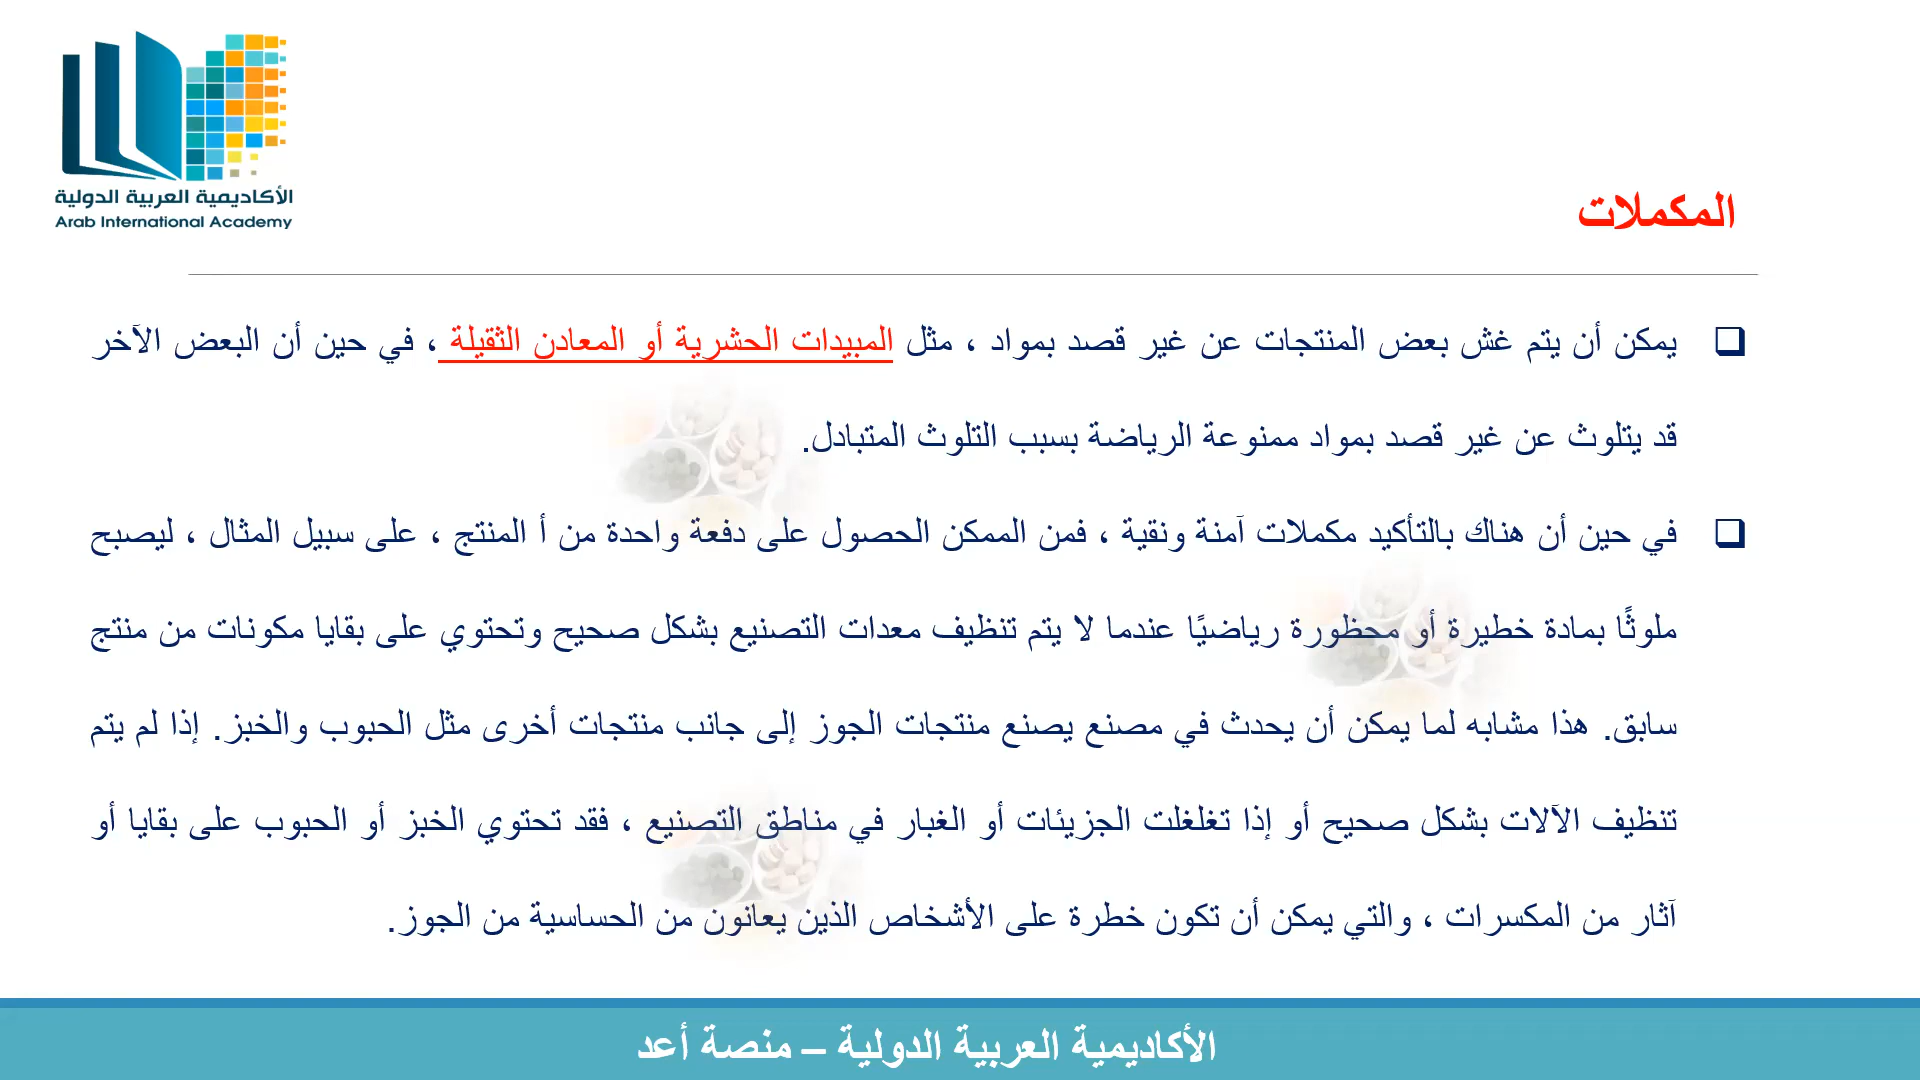 الأكاديمية العربية الدولية
Arab International Academy
المكملات
❑ يمكن أن يتم غش بعض المنتجات عن غير قصد بمواد ، مثل المبيدات الحشرية أو المعادن الثقيلة ، في حين أن البعض الآخر
قد يتلوث عن غير قصد بمواد ممنوعة الرياضة بسبب التلوث المتبادل.
❑ في حين أن هناك بالتأكيد مكملات آمنة ونقية ، فمن الممكن الحصول على دفعة واحدة من أ المنتج ، على سبيل المثال ، ليصبح
ملوثًا بمادة خطيرة أو محظورة رياضيًا عندما لا يتم تنظيف معدات التصنيع بشكل صحيح وتحتوي على بقايا مكونات من منتج
سابق. هذا مشابه لما يمكن أن يحدث في مصنع يصنع منتجات الجوز إلى جانب منتجات أخرى مثل الحبوب والخبز. إذا لم يتم
تنظيف الآلات بشكل صحيح أو إذا تغلغلت الجزيئات أو الغبار في مناطق التصنيع ، فقد تحتوي الخبز أو الحبوب على بقايا أو
آثار من المكسرات ، والتي يمكن أن تكون خطرة على الأشخاص الذين يعانون من الحساسية من الجوز.
الأكاديمية العربية الدولية – منصة أعد